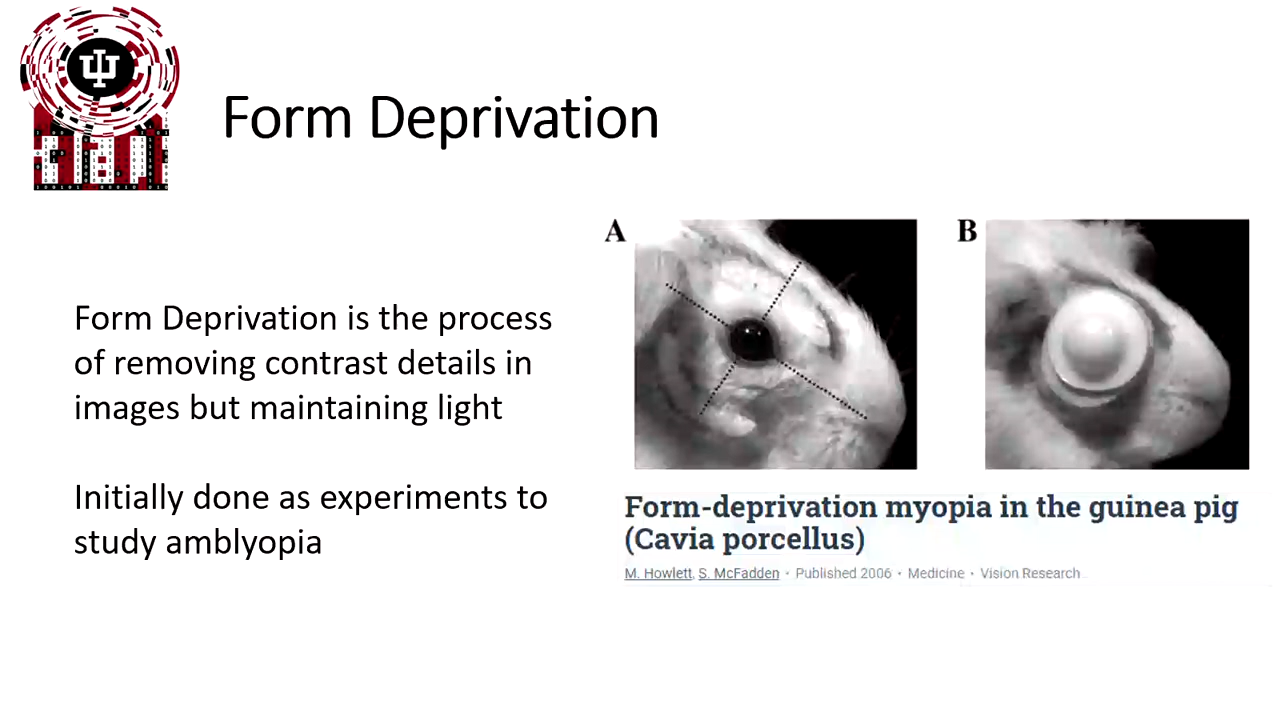 Form Deprivation
Form Deprivation is the process
of removing contrast details in
images but maintaining light
Initially done as experiments to
study amblyopia
A
B
Form-deprivation myopia in the guinea pig
(Cavia porcellus)
M. Howlett, S. McFadden • Published 2006 • Medicine • Vision Research